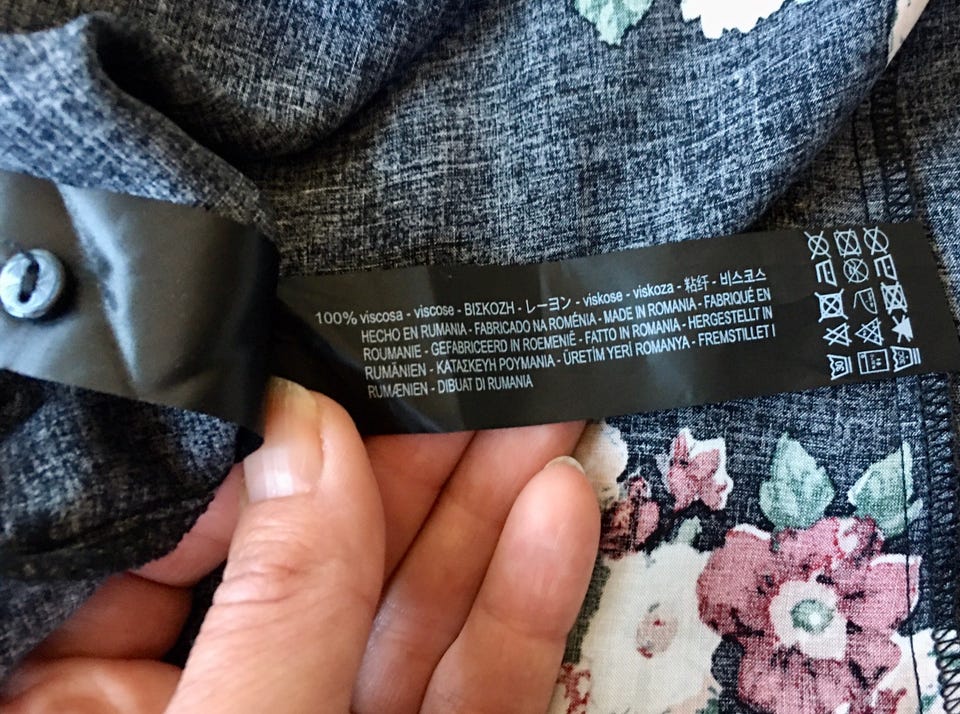 100% viscosa - viscose - ΒΙΣΚΟΖΗ - レーヨン - viskose - viskoza - 粘纤 - 비스코스
HECHO EN RUMANIA - FABRICADO NA ROMÉNIA - MADE IN ROMANIA - FABRIQUÉ EN
ROUMANIE - GEFABRICEERD IN ROEMENIË - FATTO IN ROMANIA - HERGESTELLT IN
RUMÄNIEN - ΚΑΤΑΣΚΕΥΗ ΡΟΥΜΑΝΙΑ - ÜRETİM YERİ ROMANYA - FREMSTILLET I
RUMÆNIEN - DIBUAT DI RUMANIA